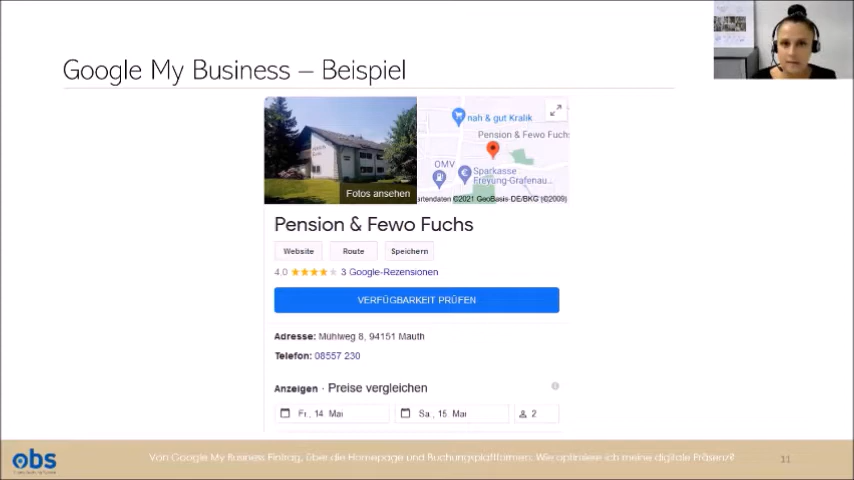 Google My Business – Beispiel
nah & gut Kralik
Pension & Fewo Fuchs
OMV
Sparkasse
Freyung-Grafenau...
Fotos ansehen
artendaten ©2021 GeoBasis-DE/BKG (©2009)
Pension & Fewo Fuchs
Website Route Speichern
4,0 3 Google-Rezensionen
VERFÜGBARKEIT PRÜFEN
Adresse: Mühlweg 8, 94151 Mauth
Telefon: 08557 230
Anzeigen · Preise vergleichen
Fr., 14. Mai Sa., 15. Mai 2
obs
Von Google My Business Eintrag, über die Homepage und Buchungsplattformen: Wie optimiere ich meine digitale Präsenz?
11